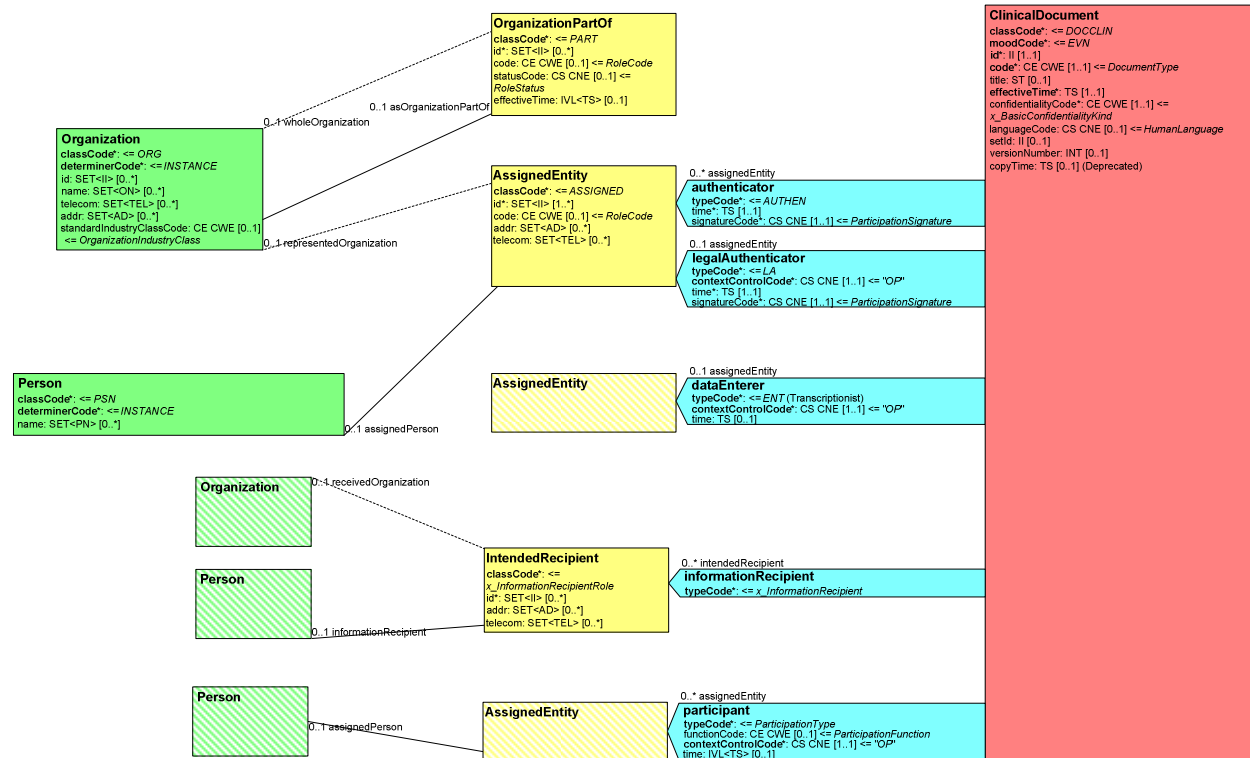 OrganizationPartOf
classCode*: <= PART
id*: SET<II> [0..*]
code: CE CWE [0..1] <= RoleCode
statusCode: CS CNE [0..1] <=
RoleStatus
effectiveTime: IVL<TS> [0..1]
0..1 asOrganizationPartOf
0..1 wholeOrganization
Organization
classCode*: <= ORG
determinerCode*: <= INSTANCE
id: SET<II> [0..*]
name: SET<ON> [0..*]
telecom: SET<TEL> [0..*]
addr: SET<AD> [0..*]
standardIndustryClassCode: CE CWE [0..1]
<= OrganizationIndustryClass
0..1 representedOrganization
AssignedEntity
classCode*: <= ASSIGNED
id*: SET<II> [1..*]
code: CE CWE [0..1] <= RoleCode
addr: SET<AD> [0..*]
telecom: SET<TEL> [0..*]
0..* assignedEntity
authenticator
typeCode*: <= AUTHEN
time*: TS [1..1]
signatureCode*: CS CNE [1..1] <= ParticipationSignature
0..1 assignedEntity
legalAuthenticator
typeCode*: <= LA
contextControlCode*: CS CNE [1..1] <= "OP"
time*: TS [1..1]
signatureCode*: CS CNE [1..1] <= ParticipationSignature
ClinicalDocument
classCode*: <= DOCCLIN
moodCode*: <= EVN
id*: II [1..1]
code*: CE CWE [1..1] <= DocumentType
title: ST [0..1]
effectiveTime*: TS [1..1]
confidentialityCode*: CE CWE [1..1] <=
x_BasicConfidentialityKind
languageCode: CS CNE [0..1] <= HumanLanguage
setId: II [0..1]
versionNumber: INT [0..1]
copyTime: TS [0..1] (Deprecated)
Person
classCode*: <= PSN
determinerCode*: <= INSTANCE
name: SET<PN> [0..*]
0..1 assignedPerson
AssignedEntity
0..1 assignedEntity
dataEnterer
typeCode*: <= ENT (Transcriptionist)
contextControlCode*: CS CNE [1..1] <= "OP"
time: TS [0..1]
Organization
0..1 receivedOrganization
Person
0..1 informationRecipient
IntendedRecipient
classCode*: <=
x_InformationRecipientRole
id*: SET<II> [0..*]
addr: SET<AD> [0..*]
telecom: SET<TEL> [0..*]
0..* intendedRecipient
informationRecipient
typeCode*: <= x_InformationRecipient
Person
0..1 assignedPerson
AssignedEntity
0..* assignedEntity
participant
typeCode*: <= ParticipationType
functionCode: CE CWE [0..1] <= ParticipationFunction
contextControlCode*: CS CNE [1..1] <= "OP"
time: IVL<TS> [0..1]